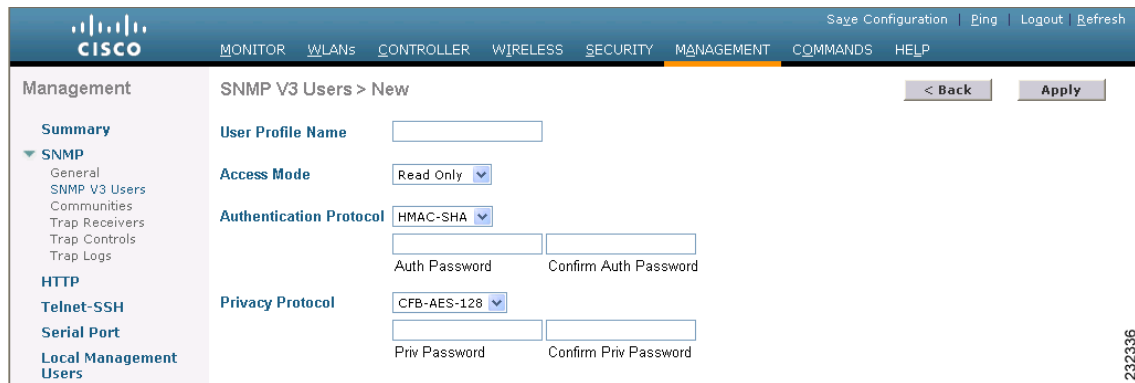 Save Configuration | Ping | Logout | Refresh
CISCO
MONITOR WLANs CONTROLLER WIRELESS SECURITY MANAGEMENT COMMANDS HELP
Management
SNMP V3 Users > New
< Back
Apply
Summary
SNMP
General
SNMP V3 Users
Communities
Trap Receivers
Trap Controls
Trap Logs
HTTP
Telnet-SSH
Serial Port
Local Management
Users
User Profile Name
Access Mode
Read Only
Authentication Protocol
HMAC-SHA
Auth Password
Confirm Auth Password
Privacy Protocol
CFB-AES-128
Priv Password
Confirm Priv Password
232336